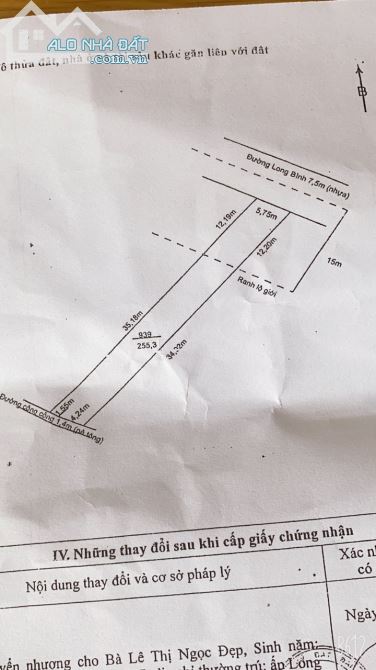 ALO NHÀ ĐẤT
.com.vn
thửa đất, nhà khác gắn liền với đất
B
Đường Long Bình 7,5m (nhựa)
5,75m
12,19m
12,20m
15m
Ranh lộ giới
35,18m
939
255,3
34,22m
1,55m
4,24m
Đường công cộng 1,4m (bê tông)
IV. Những thay đổi sau khi cấp giấy chứng nhận
Nội dung thay đổi và cơ sở pháp lý
Xác nh
có
Ngày
yển nhượng cho Bà Lê Thị Ngọc Đẹp, Sinh năm:
chỉ thường trú: ấp Long